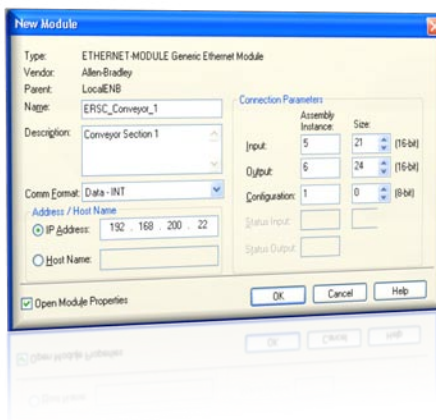 New Module
Type: ETHERNET-MODULE Generic Ethernet Module
Vendor: Allen-Bradley
Parent: LocalENB
Name: ERSC_Conveyor_1
Description: Conveyor Section 1
Comm Format: Data - INT
Address / Host Name
IP Address: 192 . 168 . 200 . 22
Host Name:
Connection Parameters
Assembly Instance: Size:
Input: 5 21 (16-bit)
Output: 6 24 (16-bit)
Configuration: 1 0 (8-bit)
Status Input:
Status Output:
Open Module Properties
OK Cancel Help